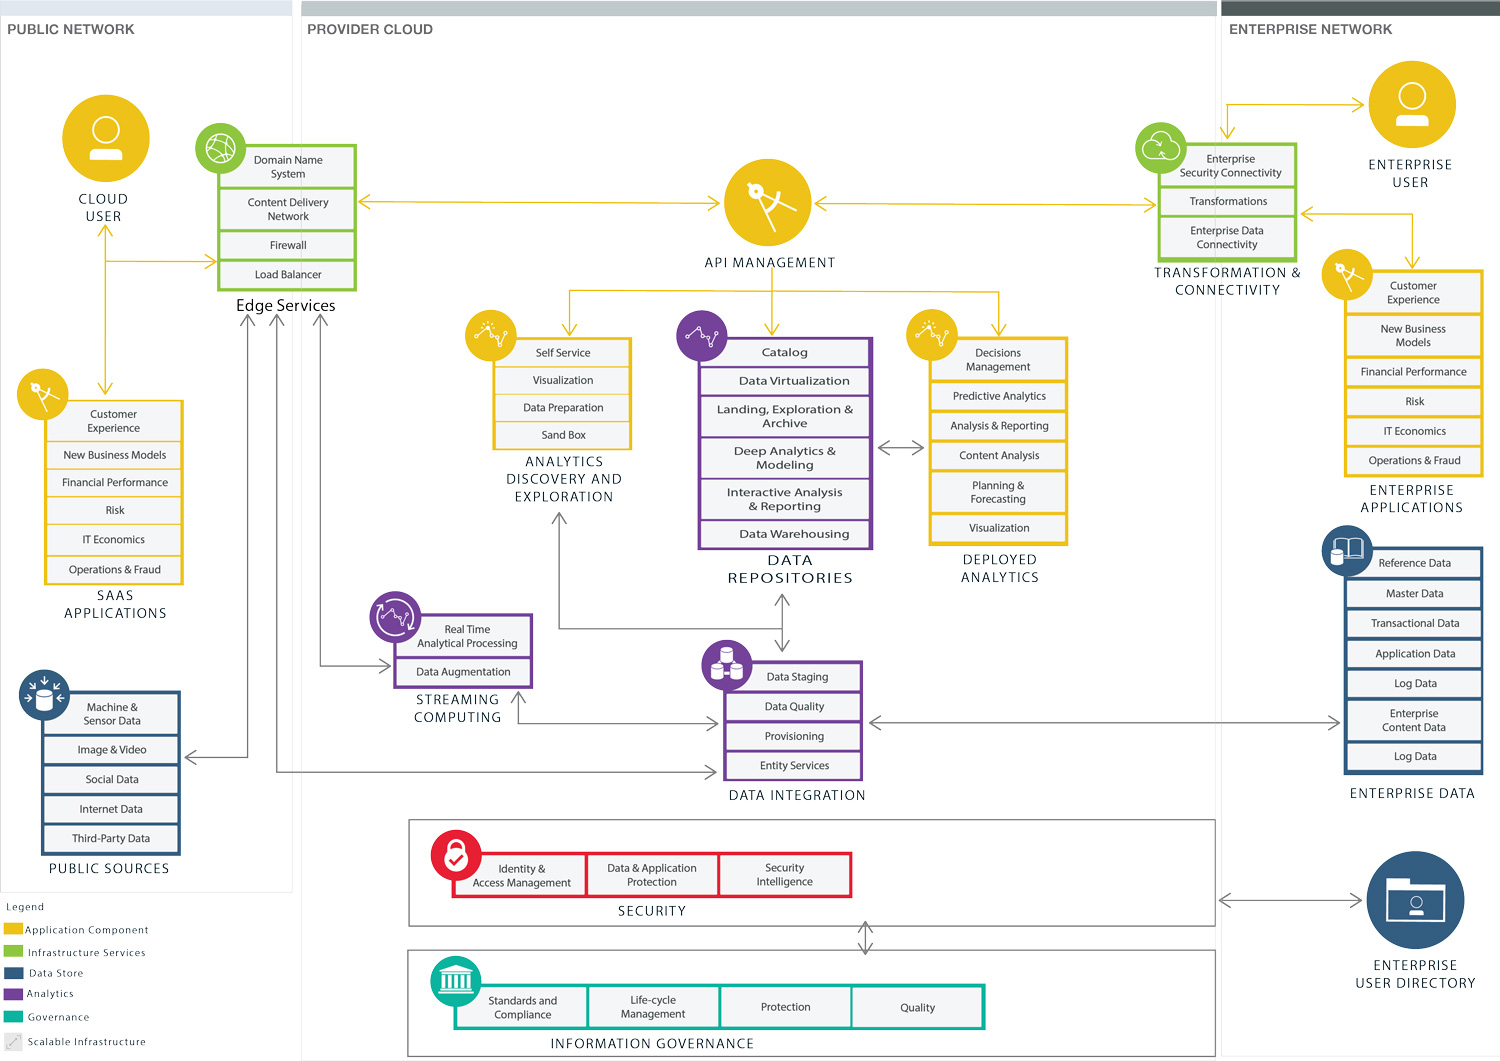 PUBLIC NETWORK
PROVIDER CLOUD
ENTERPRISE NETWORK
CLOUD
USER
Domain Name
System
Content Delivery
Network
Firewall
Load Balancer
Edge Services
API MANAGEMENT
Enterprise
Security Connectivity
Transformations
Enterprise Data
Connectivity
TRANSFORMATION &
CONNECTIVITY
ENTERPRISE
USER
Customer
Experience
New Business Models
Financial Performance
Risk
IT Economics
Operations & Fraud
SAAS
APPLICATIONS
Self Service
Visualization
Data Preparation
Sand Box
ANALYTICS
DISCOVERY AND
EXPLORATION
Catalog
Data Virtualization
Landing, Exploration &
Archive
Deep Analytics &
Modeling
Interactive Analysis
& Reporting
Data Warehousing
DATA
REPOSITORIES
Decisions
Management
Predictive Analytics
Analysis & Reporting
Content Analysis
Planning &
Forecasting
Visualization
DEPLOYED
ANALYTICS
Customer
Experience
New Business
Models
Financial Performance
Risk
IT Economics
Operations & Fraud
ENTERPRISE
APPLICATIONS
Reference Data
Master Data
Transactional Data
Application Data
Log Data
Enterprise
Content Data
Log Data
ENTERPRISE DATA
Real Time
Analytical Processing
Data Augmentation
STREAMING
COMPUTING
Data Staging
Data Quality
Provisioning
Entity Services
DATA INTEGRATION
Machine &
Sensor Data
Image & Video
Social Data
Internet Data
Third-Party Data
PUBLIC SOURCES
Identity &
Access Management
Data & Application
Protection
Security
Intelligence
SECURITY
Standards and
Compliance
Life-cycle
Management
Protection
Quality
INFORMATION GOVERNANCE
ENTERPRISE
USER DIRECTORY
Legend
Application Component
Infrastructure Services
Data Store
Analytics
Governance
Scalable Infrastructure